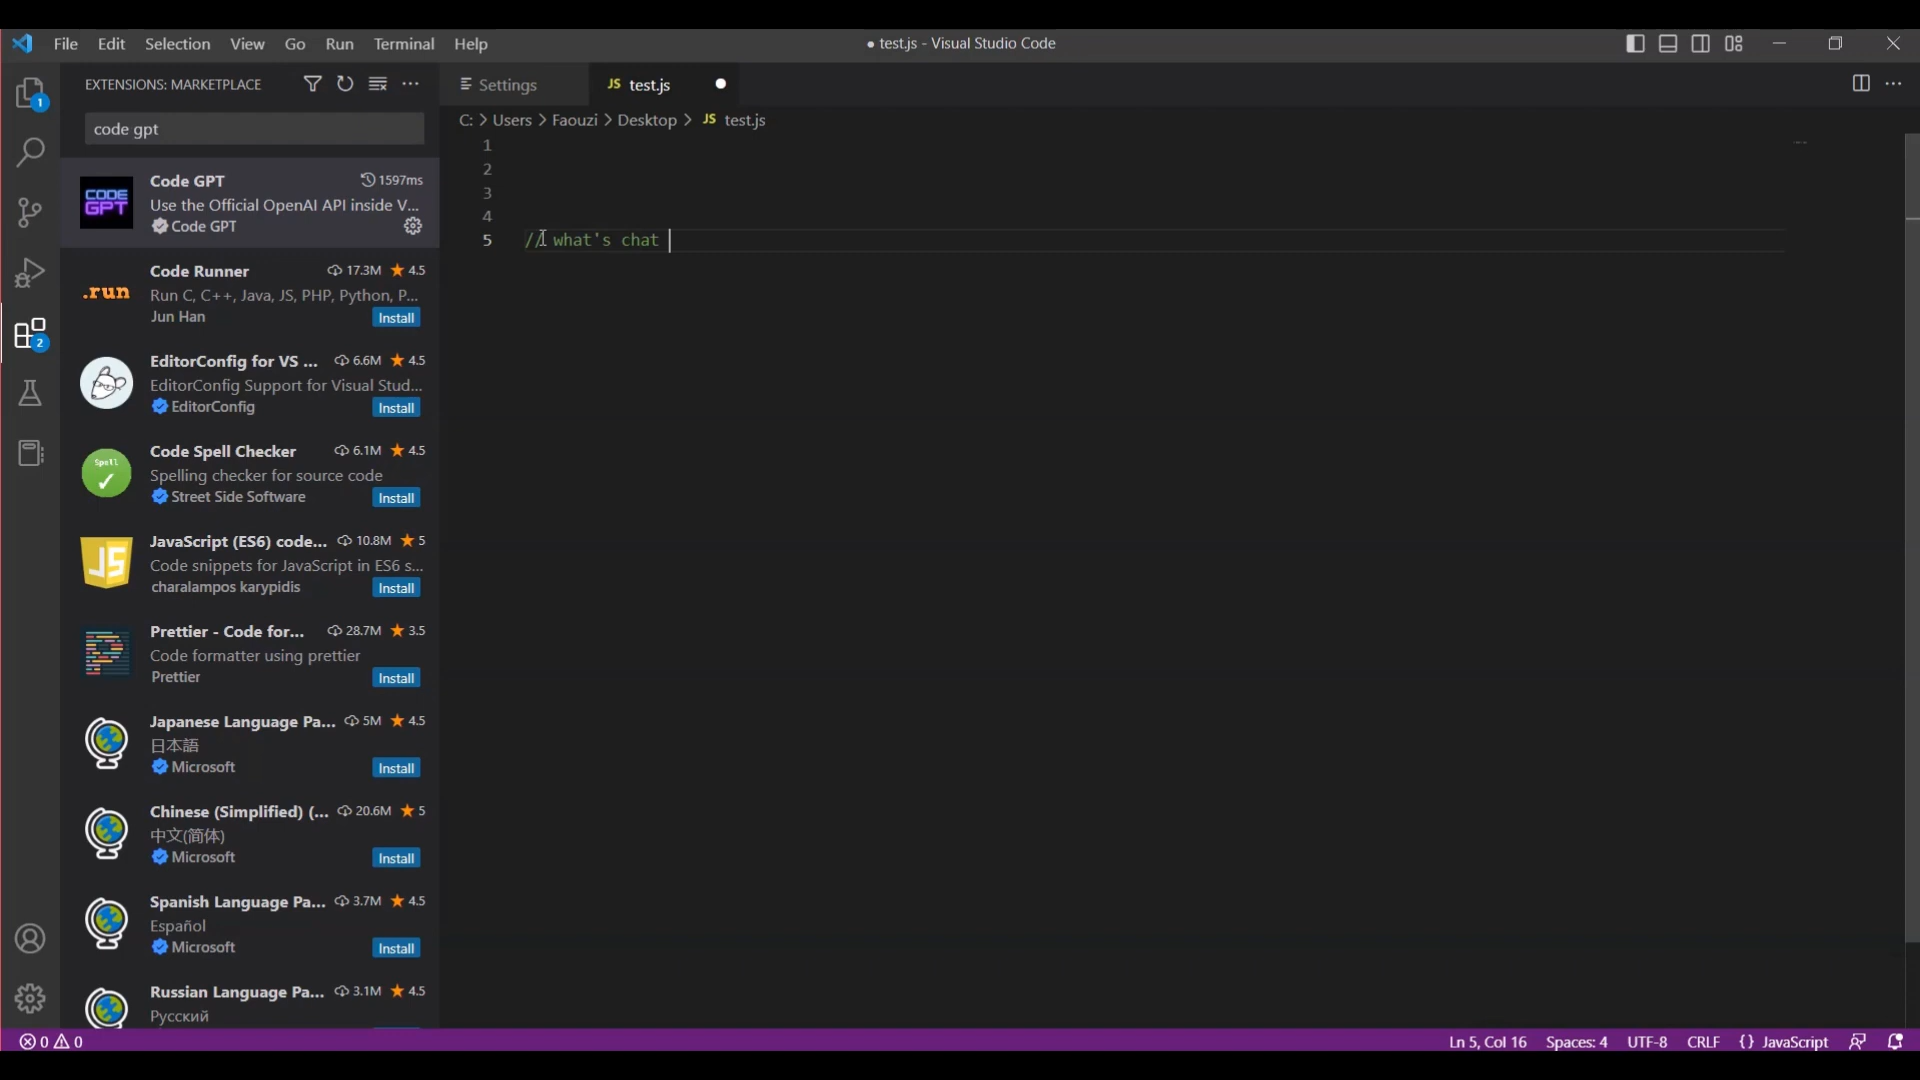 File Edit Selection View Go Run Terminal Help
● test.js - Visual Studio Code
EXTENSIONS: MARKETPLACE
code gpt
Settings
JS test.js
C: > Users > Faouzi > Desktop > JS test.js
1
2
CODE GPT
Code GPT 1597ms
Use the Official OpenAI API inside V...
Code GPT
.run
Code Runner 17.3M ★ 4.5
Run C, C++, Java, JS, PHP, Python, P...
Jun Han Install
EditorConfig for VS ... 6.6M ★ 4.5
EditorConfig Support for Visual Stud...
EditorConfig Install
Spell
Code Spell Checker 6.1M ★ 4.5
Spelling checker for source code
Street Side Software Install
JS
JavaScript (ES6) code... 10.8M ★ 5
Code snippets for JavaScript in ES6 s...
charalampos karypidis Install
Prettier - Code for... 28.7M ★ 3.5
Code formatter using prettier
Prettier Install
Japanese Language Pa... 5M ★ 4.5
日本語
Microsoft Install
Chinese (Simplified) (... 20.6M ★ 5
中文(简体)
Microsoft Install
Spanish Language Pa... 3.7M ★ 4.5
Español
Microsoft Install
Russian Language Pa... 3.1M ★ 4.5
Русский
1
2
3
4
5 // what's chat
0 0
Ln 5, Col 16 Spaces: 4 UTF-8 CRLF {} JavaScript